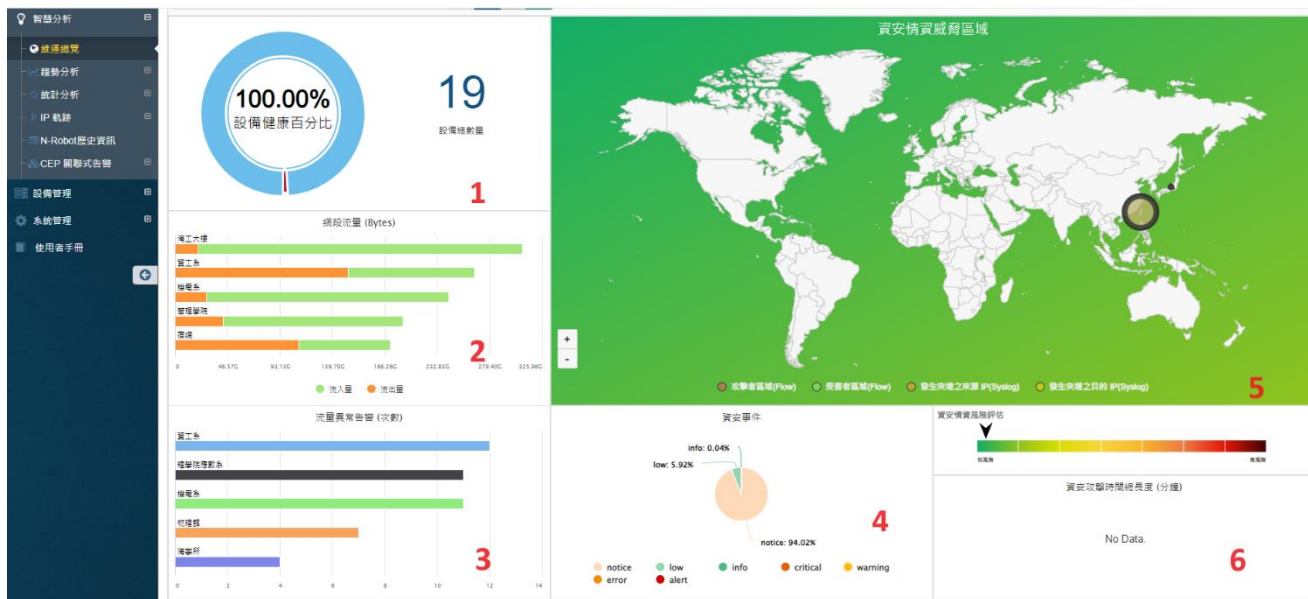 智慧分析
維運總覽
趨勢分析
統計分析
IP 軌跡
N-Robot歷史資訊
CEP 關聯式告警
設備管理
系統管理
使用者手冊
100.00%
設備健康百分比
19
設備總數量
1
網段流量 (Bytes)
海工大樓
資工系
機電系
管理學院
宿網
0 46.57G 93.13G 139.70G 186.26G 232.83G 279.40G 325.96G
流入量 流出量
2
流量異常告警 (次數)
資工系
理學院應數系
機電系
物理館
海事所
0 2 4 6 8 10 12 14
3
資安情資威脅區域
+
-
攻擊者區域(Flow) 受害者區域(Flow) 發生突增之來源 IP(Syslog) 發生突增之目的 IP(Syslog)
5
資安事件
info: 0.04%
low: 5.92%
notice: 94.02%
notice low info critical warning
error alert
4
資安情資風險評估
低風險 高風險
資安攻擊時間總長度 (分鐘)
No Data.
6